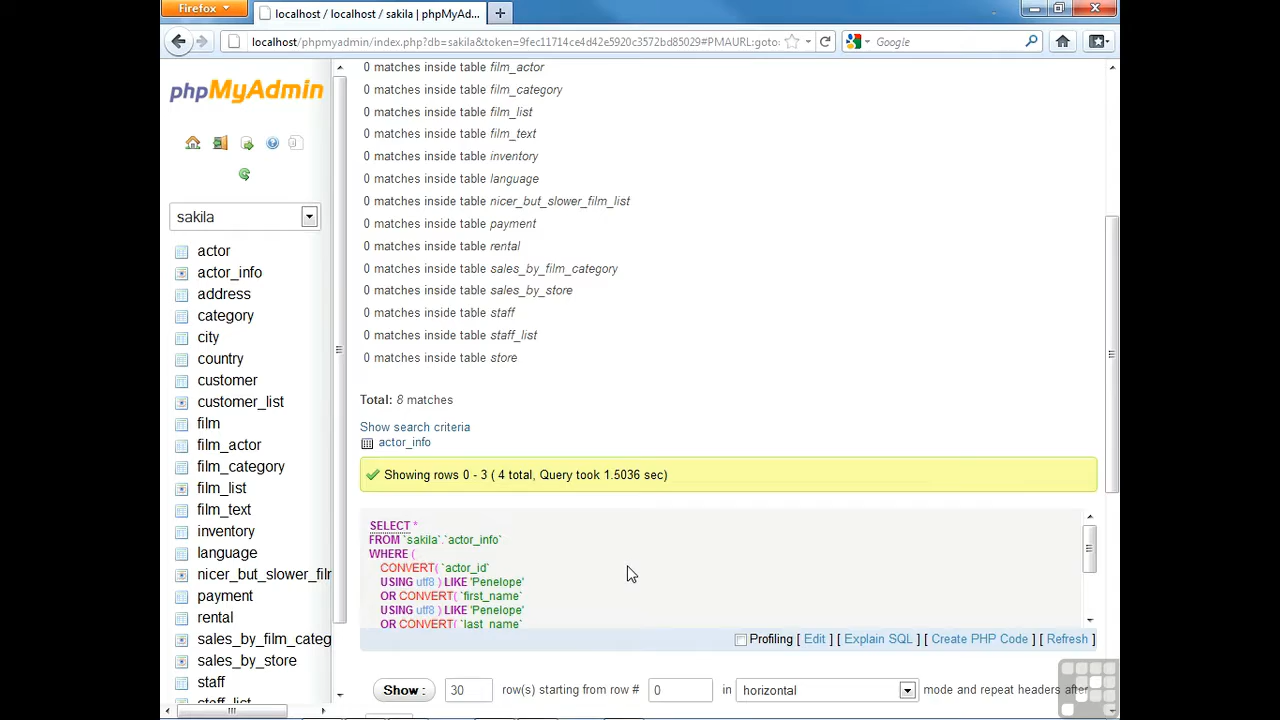 Firefox
localhost / localhost / sakila | phpMyAd...
localhost/phpmyadmin/index.php?db=sakila&token=9fec11714ce4d42e5920c3572bd85029#PMAURL:goto:
Google
phpMyAdmin
sakila
actor
actor_info
address
category
city
country
customer
customer_list
film
film_actor
film_category
film_list
film_text
inventory
language
nicer_but_slower_filr
payment
rental
sales_by_film_categ
sales_by_store
staff
staff_list
0 matches inside table film_actor
0 matches inside table film_category
0 matches inside table film_list
0 matches inside table film_text
0 matches inside table inventory
0 matches inside table language
0 matches inside table nicer_but_slower_film_list
0 matches inside table payment
0 matches inside table rental
0 matches inside table sales_by_film_category
0 matches inside table sales_by_store
0 matches inside table staff
0 matches inside table staff_list
0 matches inside table store
Total: 8 matches
Show search criteria
actor_info
Showing rows 0 - 3 ( 4 total, Query took 1.5036 sec)
SELECT *
FROM `sakila`.`actor_info`
WHERE (
CONVERT( `actor_id`
USING utf8 ) LIKE 'Penelope'
OR CONVERT( `first_name`
USING utf8 ) LIKE 'Penelope'
OR CONVERT( `last_name`
Profiling [ Edit ] [ Explain SQL ] [ Create PHP Code ] [ Refresh ]
Show : 30 row(s) starting from row # 0 in horizontal mode and repeat headers after